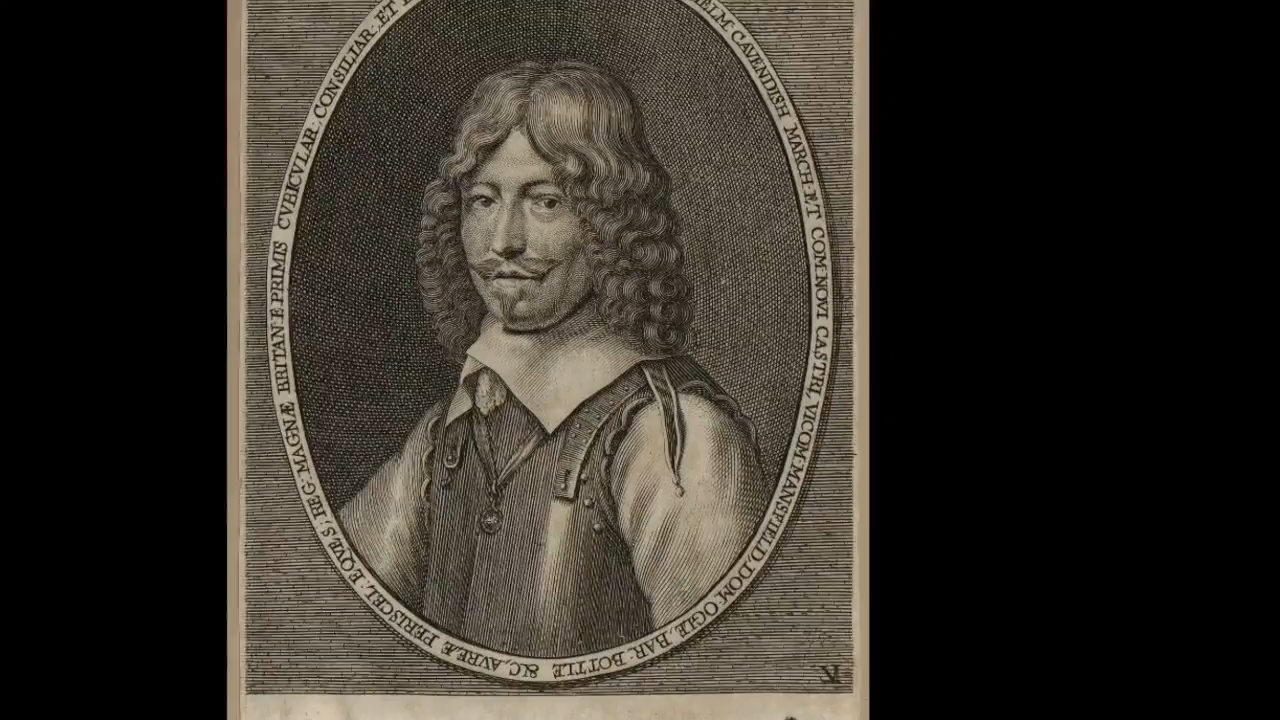 CAVENDISH MARCH·ET COM·NOVI CASTRI, VICOM·MANSFIELD. DOM OGLE, BAR: BOTTLE &C, AVREÆ PERISCEL. EQVES; REG: MAGNÆ BRITAN·E PRIMIS CVBICVLAR: CONSILIAR: ET